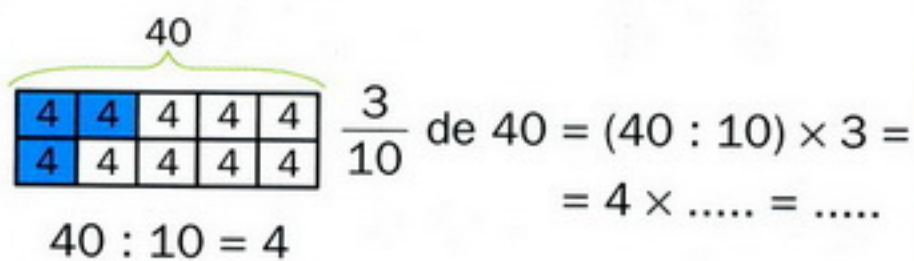 40
4 4 4 4 4
4 4 4 4 4
3/10 de 40 = (40 : 10) × 3 =
= 4 × ..... = .....
40 : 10 = 4